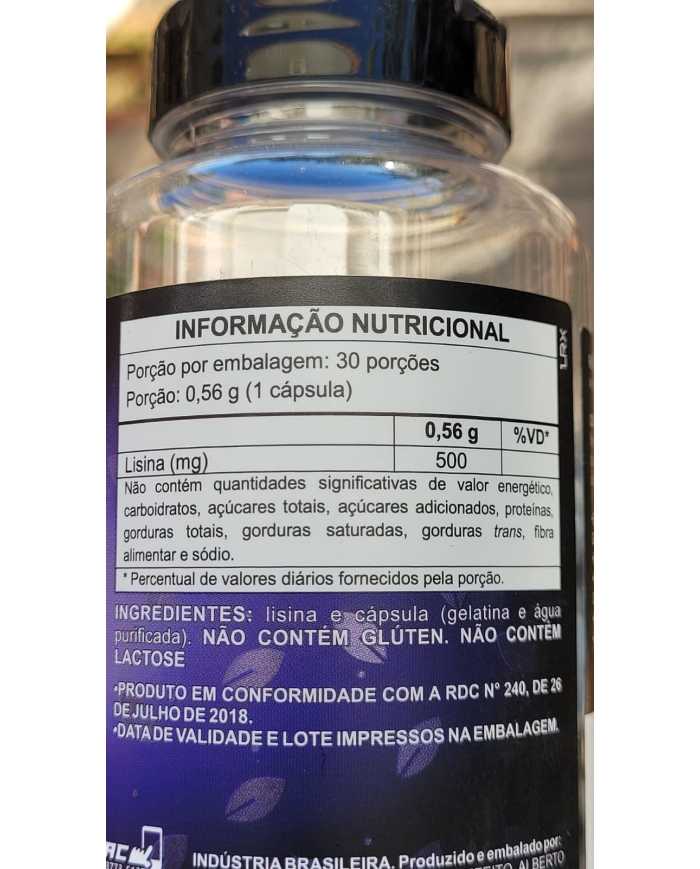 INFORMAÇÃO NUTRICIONAL
Porção por embalagem: 30 porções
Porção: 0,56 g (1 cápsula)
0,56 g %VD*
Lisina (mg) 500
Não contém quantidades significativas de valor energético,
carboidratos, açúcares totais, açúcares adicionados, proteínas,
gorduras totais, gorduras saturadas, gorduras trans, fibra
alimentar e sódio.
* Percentual de valores diários fornecidos pela porção.
INGREDIENTES: lisina e cápsula (gelatina e água
purificada). NÃO CONTÉM GLÚTEN. NÃO CONTÉM
LACTOSE
•PRODUTO EM CONFORMIDADE COM A RDC N° 240, DE 26
DE JULHO DE 2018.
•DATA DE VALIDADE E LOTE IMPRESSOS NA EMBALAGEM.
INDÚSTRIA BRASILEIRA. Produzido e embalado por:
ALBERTO
LRX